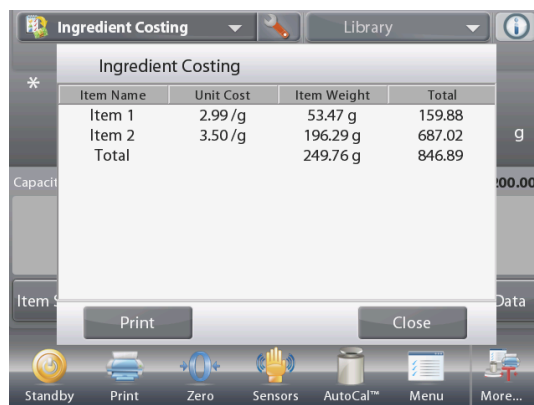 Ingredient Costing Library
Ingredient Costing
*
Item Name Unit Cost Item Weight Total
Item 1 2.99 /g 53.47 g 159.88
Item 2 3.50 /g 196.29 g 687.02
Total 249.76 g 846.89
g
Capacit 200.00
Item S Data
Print Close
Standby Print Zero Sensors AutoCal™ Menu More...